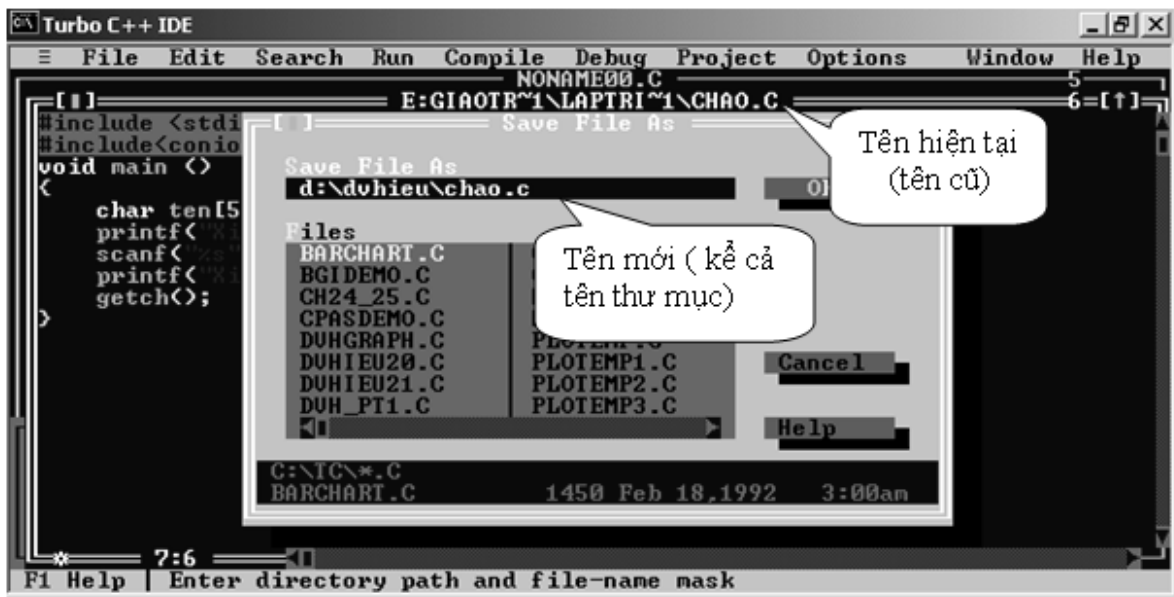 Turbo C++ IDE
≡ File Edit Search Run Compile Debug Project Options Window Help
NONAME00.C 5
E:GIAOTR~1\LAPTRI~1\CHAO.C 6=[↑]
#include <stdi
#include<conio
void main ()
{
char ten[5
printf("Xi
scanf("%s"
printf("Xi
getch();
}
Save File As
Save File As
d:\dvhieu\chao.c
Files
BARCHART.C
BGIDEMO.C
CH24_25.C
CPASDEMO.C
DVHGRAPH.C
DVHIEU20.C PLOTEMP1.C
DVHIEU21.C PLOTEMP2.C
DVH_PT1.C PLOTEMP3.C
Cancel
Help
C:\TC\*.C
BARCHART.C 1450 Feb 18,1992 3:00am
Tên hiện tại
(tên cũ)
Tên mới ( kể cả
tên thư mục)
7:6
F1 Help | Enter directory path and file-name mask